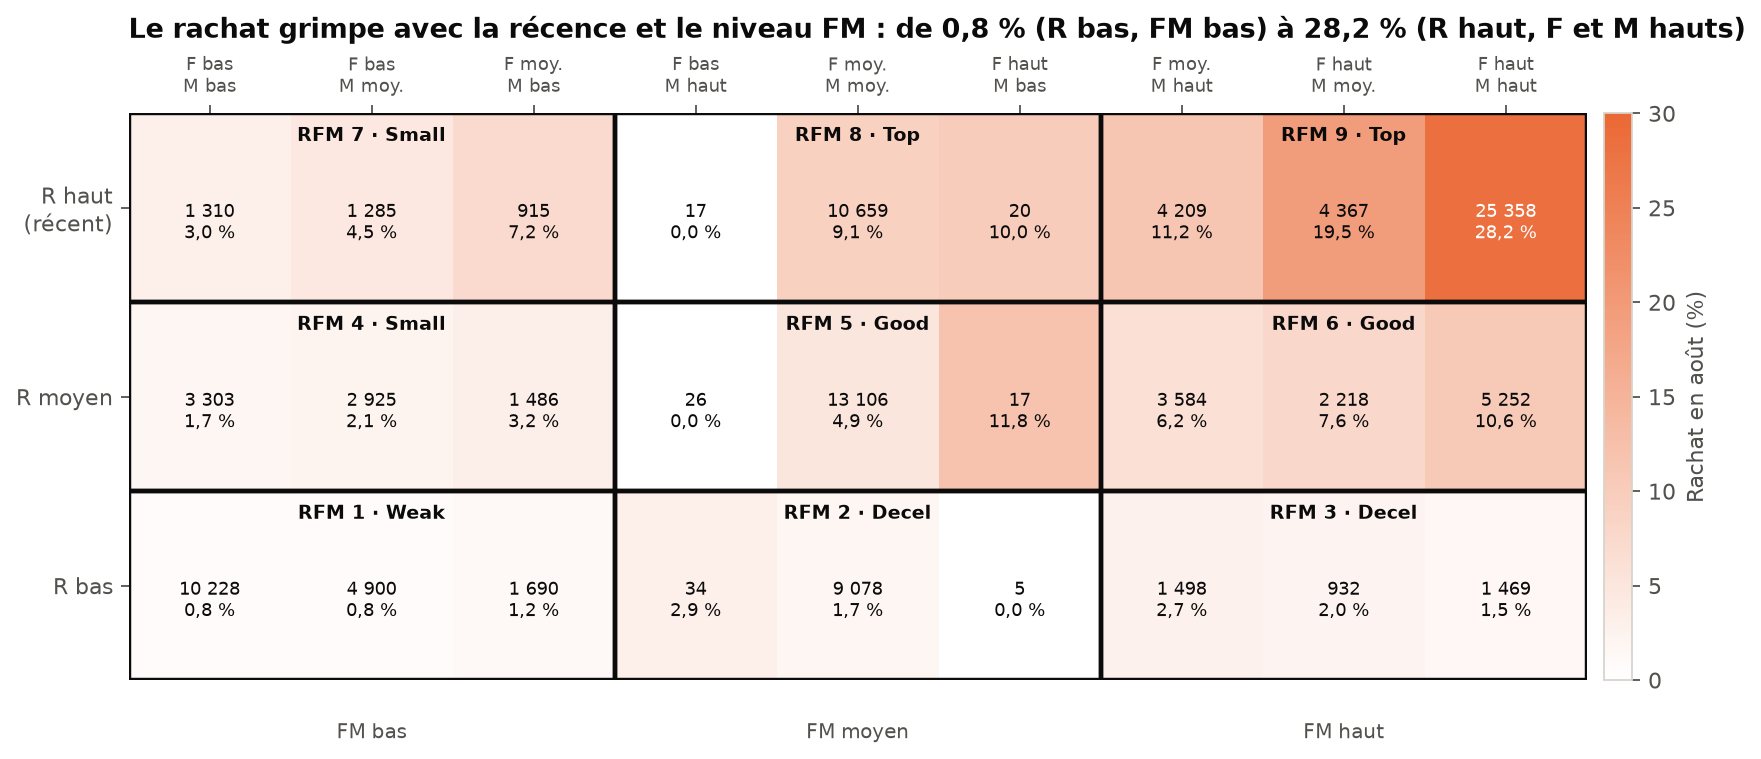 Le rachat grimpe avec la récence et le niveau FM : de 0,8 % (R bas, FM bas) à 28,2 % (R haut, F et M hauts)
F bas F bas F moy. F bas F moy. F haut F moy. F haut F haut
M bas M moy. M bas M haut M moy. M bas M haut M moy. M haut
RFM 7 · Small RFM 8 · Top RFM 9 · Top
R haut
(récent)
1 310 1 285 915 17 10 659 20 4 209 4 367 25 358
3,0 % 4,5 % 7,2 % 0,0 % 9,1 % 10,0 % 11,2 % 19,5 % 28,2 %
RFM 4 · Small RFM 5 · Good RFM 6 · Good
R moyen
3 303 2 925 1 486 26 13 106 17 3 584 2 218 5 252
1,7 % 2,1 % 3,2 % 0,0 % 4,9 % 11,8 % 6,2 % 7,6 % 10,6 %
RFM 1 · Weak RFM 2 · Decel RFM 3 · Decel
R bas
10 228 4 900 1 690 34 9 078 5 1 498 932 1 469
0,8 % 0,8 % 1,2 % 2,9 % 1,7 % 0,0 % 2,7 % 2,0 % 1,5 %
FM bas FM moyen FM haut
30
25
20
15
10
5
0
Rachat en août (%)